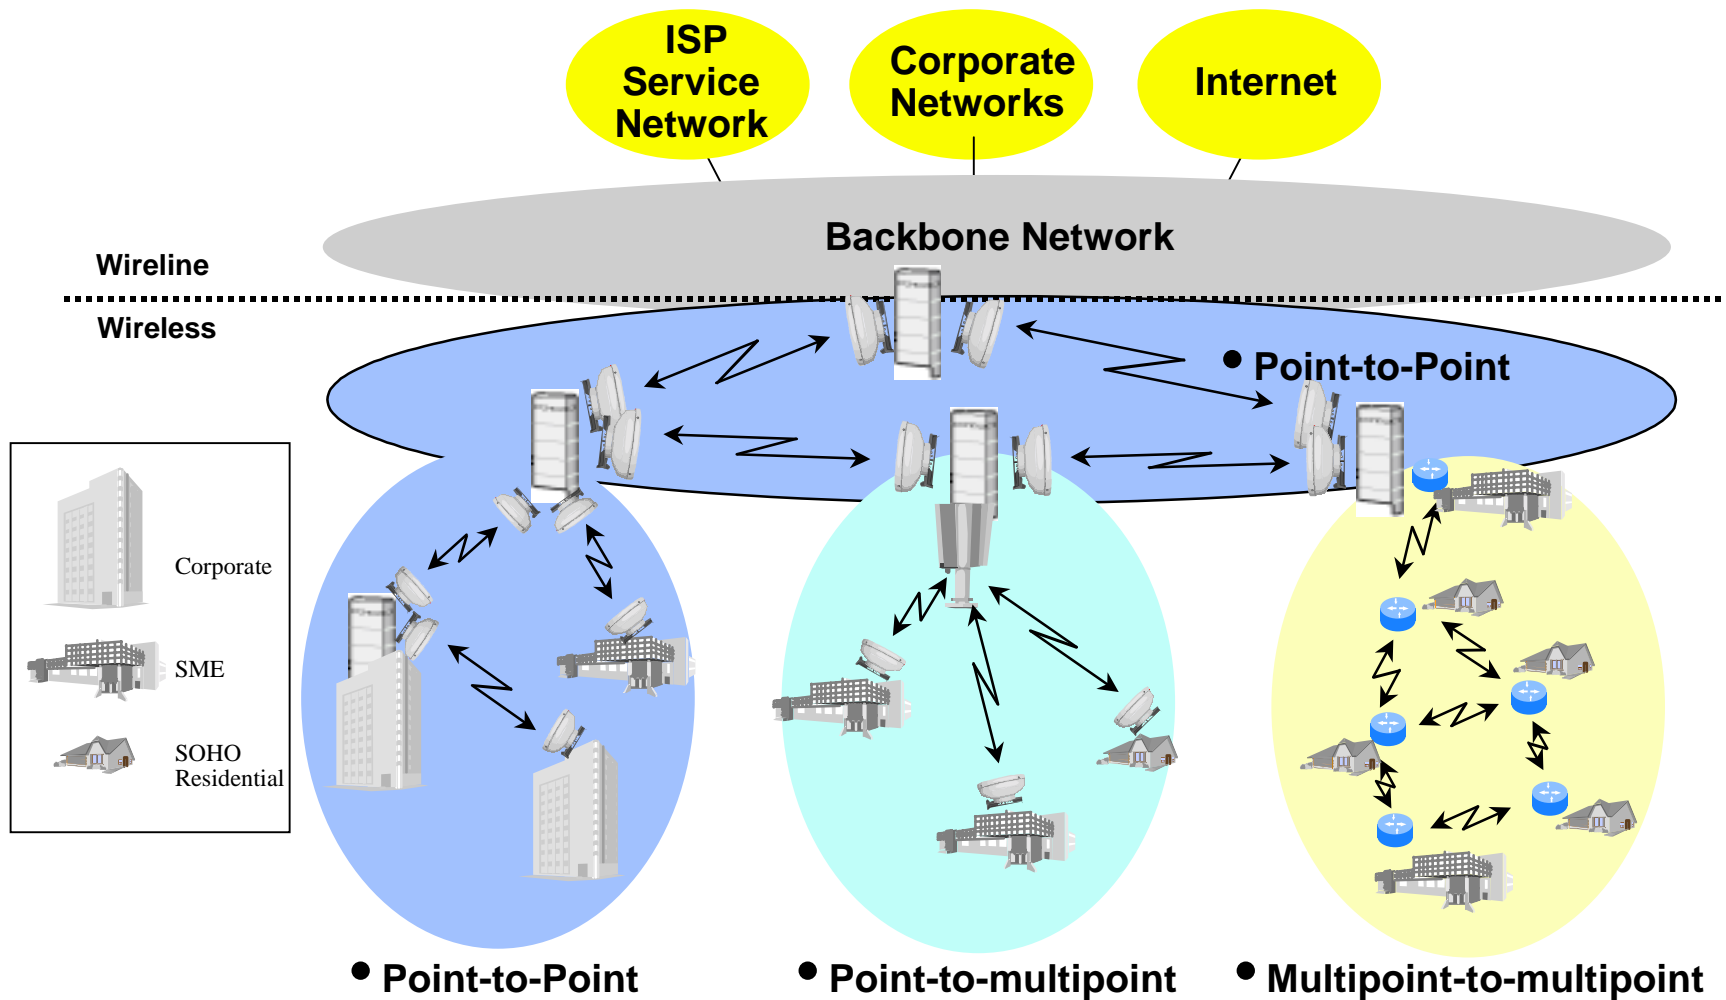 ISP
Service
Network
Corporate
Networks
Internet
Backbone Network
Wireline
Wireless
• Point-to-Point
Corporate
SME
SOHO
Residential
• Point-to-Point
• Point-to-multipoint
• Multipoint-to-multipoint